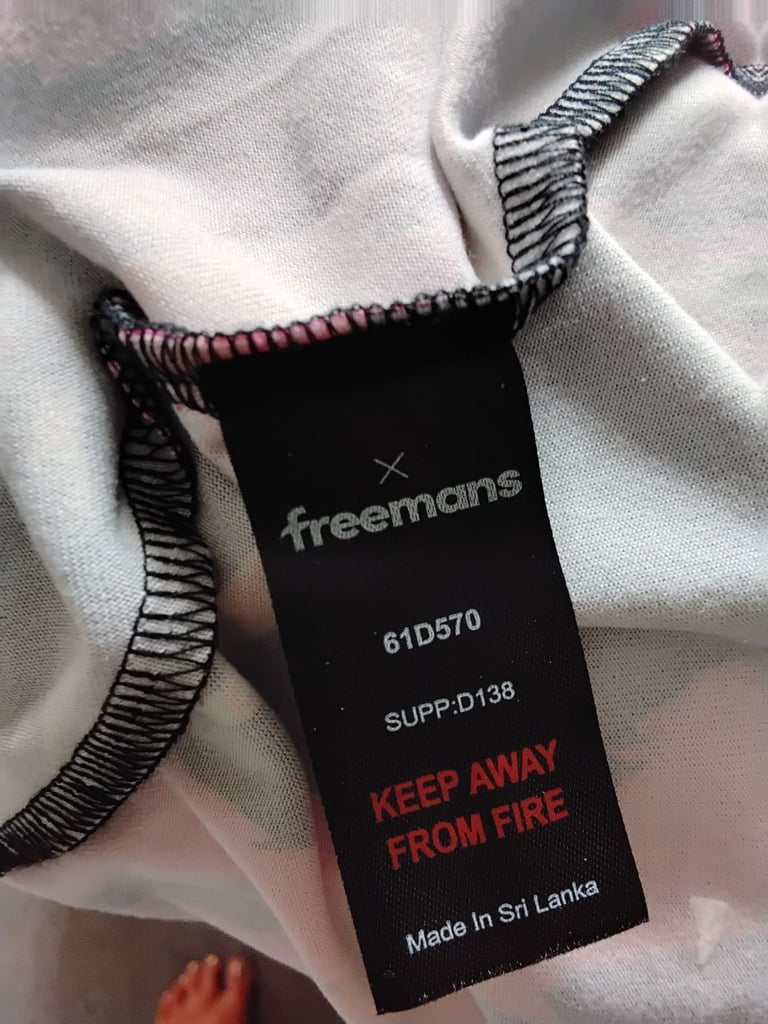 freemans
61D570
SUPP:D138
KEEP AWAY
FROM FIRE
Made In Sri Lanka